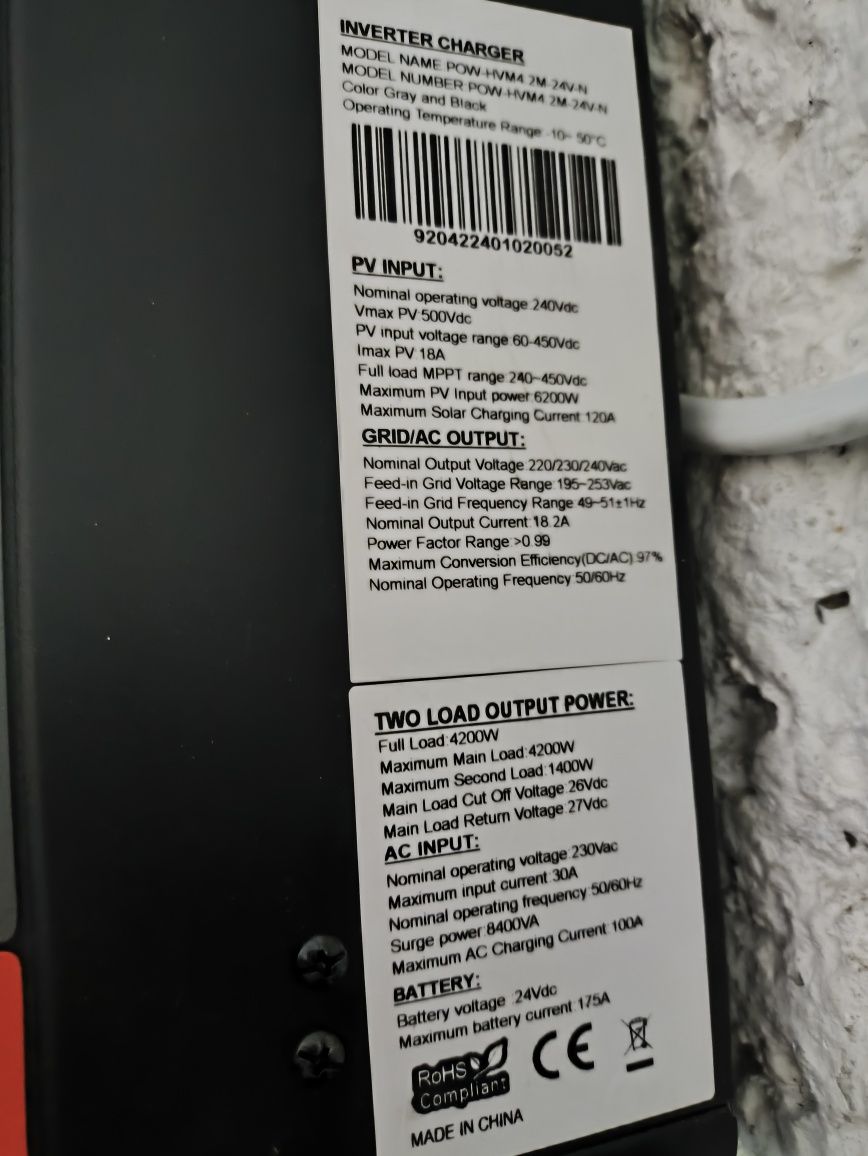 INVERTER CHARGER
MODEL NAME POW-HVM4.2M-24V-N
MODEL NUMBER POW-HVM4.2M-24V-N
Color Gray and Black
Operating Temperature Range -10~ 50°C
920422401020052
PV INPUT:
Nominal operating voltage:240Vdc
Vmax PV:500Vdc
PV input voltage range 60-450Vdc
Imax PV:18A
Full load MPPT range:240~450Vdc
Maximum PV Input power:6200W
Maximum Solar Charging Current:120A
GRID/AC OUTPUT:
Nominal Output Voltage:220/230/240Vac
Feed-in Grid Voltage Range:195~253Vac
Feed-in Grid Frequency Range:49~51±1Hz
Nominal Output Current:18.2A
Power Factor Range:>0.99
Maximum Conversion Efficiency(DC/AC):97%
Nominal Operating Frequency:50/60Hz
TWO LOAD OUTPUT POWER:
Full Load:4200W
Maximum Main Load:4200W
Maximum Second Load:1400W
Main Load Cut Off Voltage:26Vdc
Main Load Return Voltage:27Vdc
AC INPUT:
Nominal operating voltage:230Vac
Maximum input current:30A
Nominal operating frequency:50/60Hz
Surge power:8400VA
Maximum AC Charging Current:100A
BATTERY:
Battery voltage :24Vdc
Maximum battery current:175A
RoHS
Compliant
CE
MADE IN CHINA